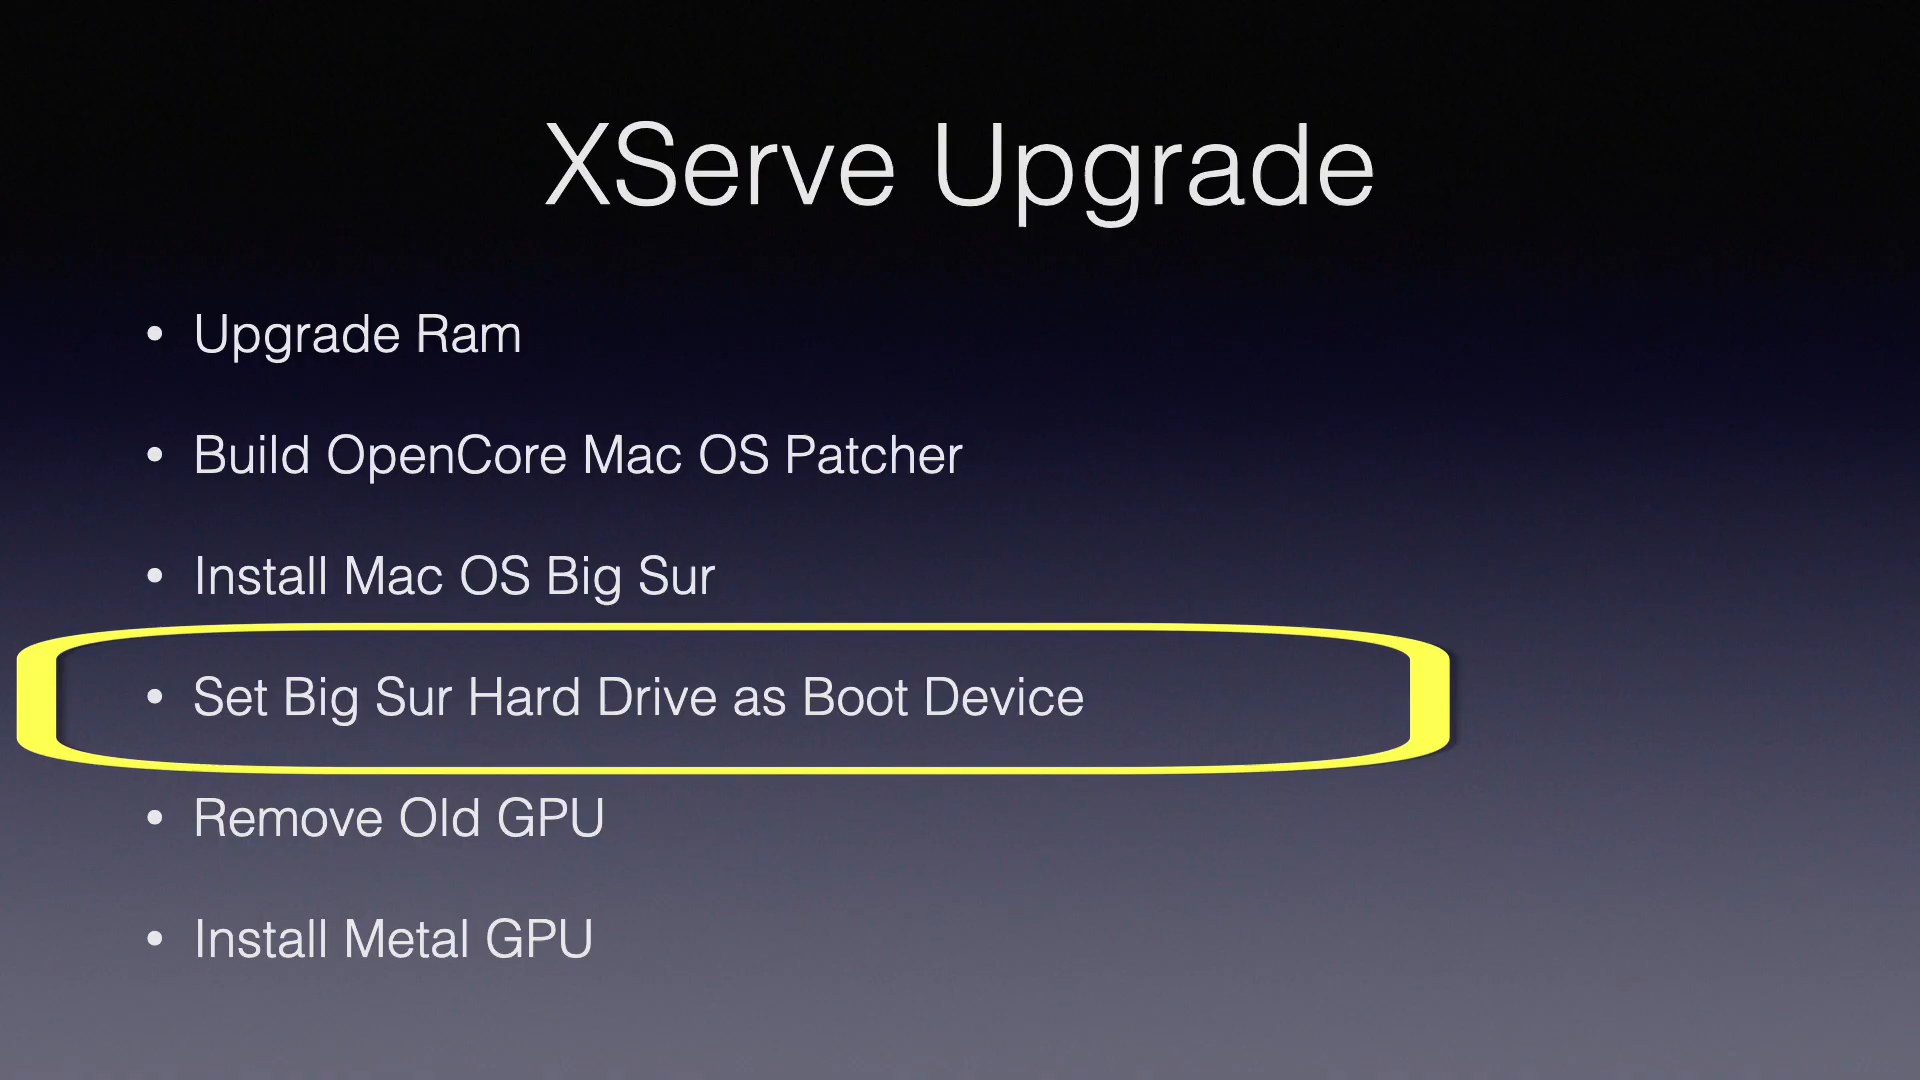 XServe Upgrade
• Upgrade Ram
• Build OpenCore Mac OS Patcher
• Install Mac OS Big Sur
• Set Big Sur Hard Drive as Boot Device
• Remove Old GPU
• Install Metal GPU